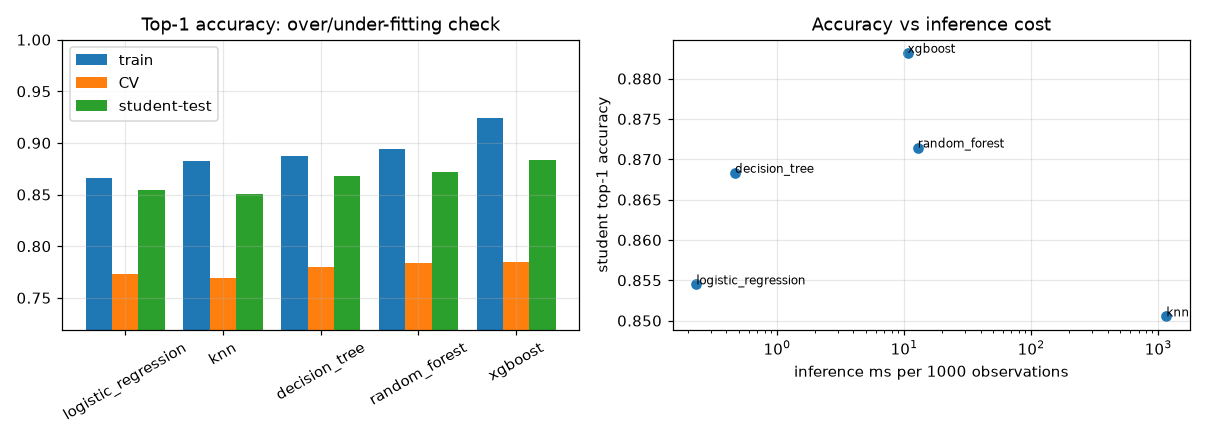 Top-1 accuracy: over/under-fitting check
1.00
0.95
0.90
0.85
0.80
0.75
train
CV
student-test
logistic_regression
knn
decision_tree
random_forest
xgboost
Accuracy vs inference cost
student top-1 accuracy
0.880
0.875
0.870
0.865
0.860
0.855
0.850
xgboost
random_forest
decision_tree
logistic_regression
knn
10⁰
10¹
10²
10³
inference ms per 1000 observations